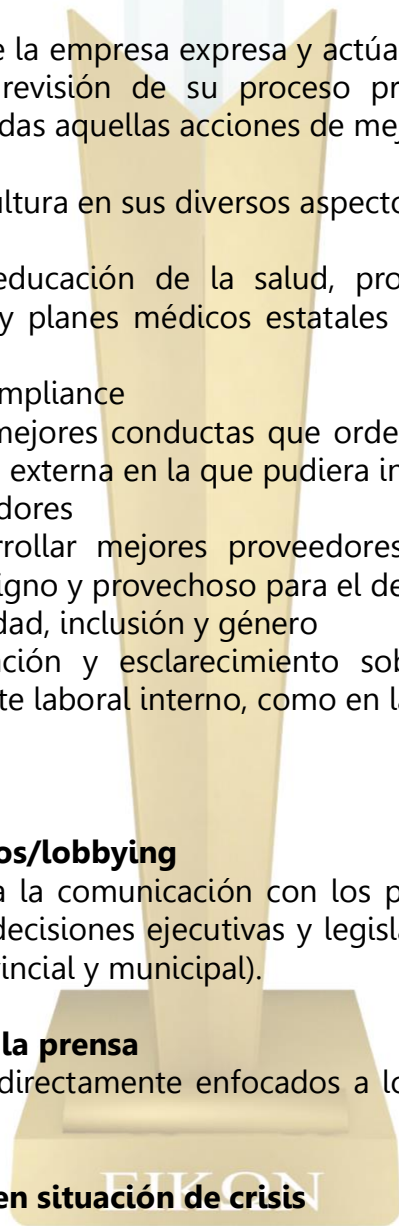 e la empresa expresa y actúa
revisión de su proceso pr
das aquellas acciones de mej
ultura en sus diversos aspecto
educación de la salud, pro
y planes médicos estatales
mpliance
mejores conductas que orde
externa en la que pudiera in
dores
rrollar mejores proveedores
igno y provechoso para el de
dad, inclusión y género
ación y esclarecimiento sob
te laboral interno, como en la
os/lobbying
a la comunicación con los p
decisiones ejecutivas y legisla
vincial y municipal).
la prensa
directamente enfocados a lo
EIKON
en situación de crisis